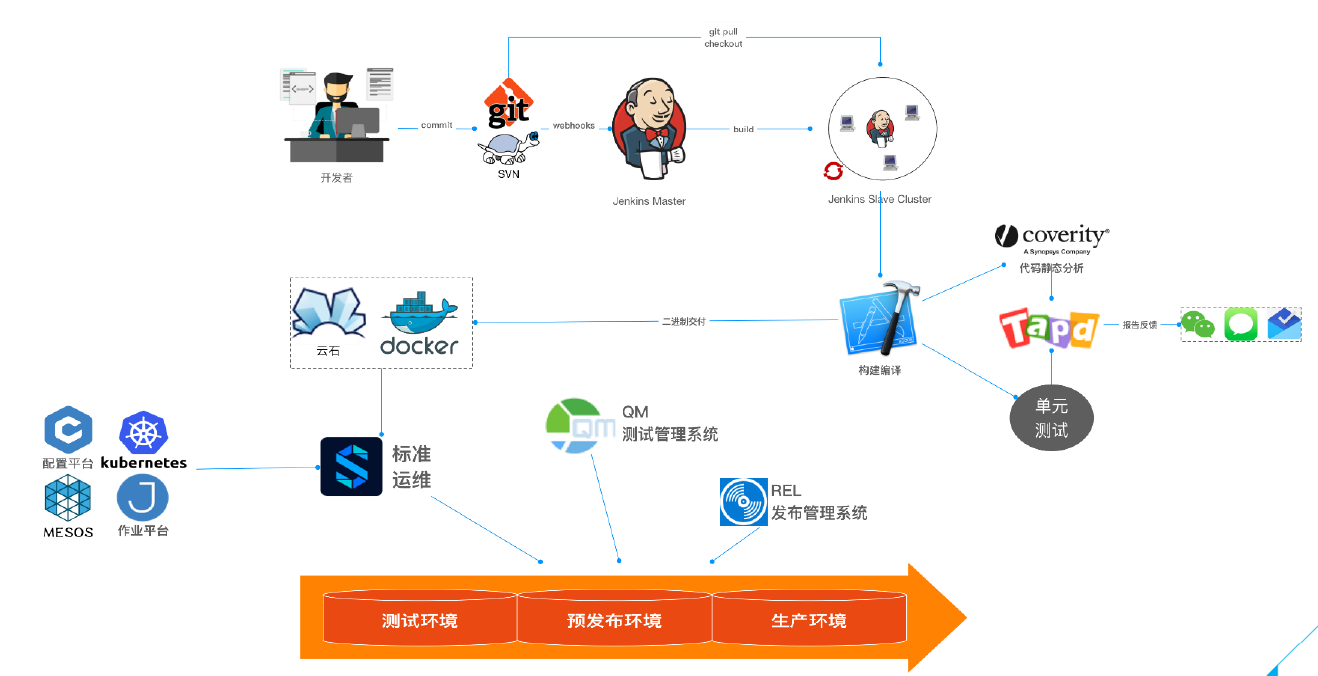 git pull
checkout
git
commit
webhooks
build
SVN
开发者
Jenkins Master
Jenkins Slave Cluster
coverity®
A Synopsys Company
代码静态分析
云石
docker
二进制交付
构建编译
Tapd
报告反馈
单元
测试
配置平台
kubernetes
MESOS
作业平台
标准
运维
QM
QM
测试管理系统
REL
发布管理系统
测试环境
预发布环境
生产环境